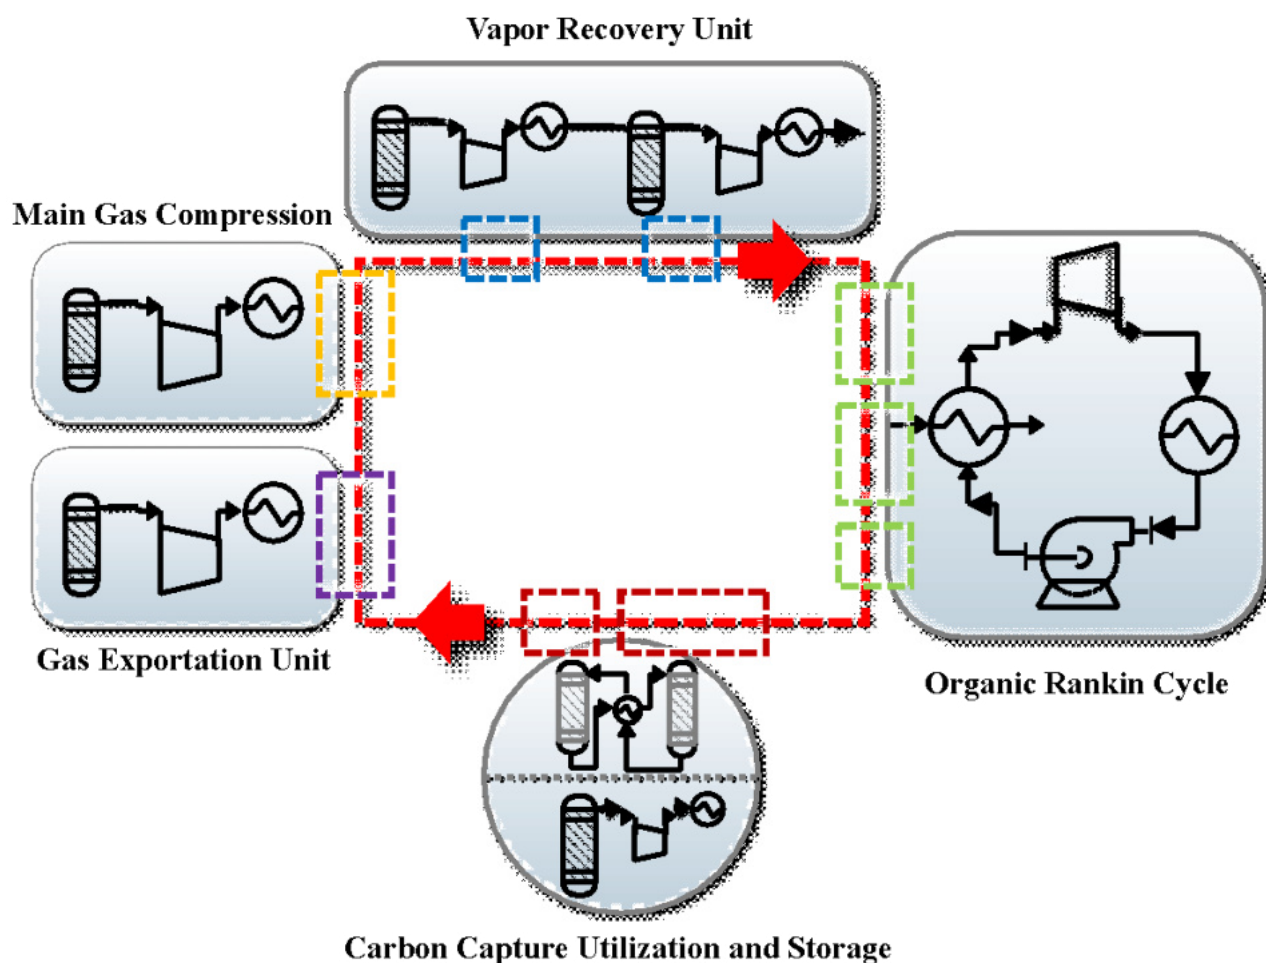 Vapor Recovery Unit
Main Gas Compression
Gas Exportation Unit
Organic Rankin Cycle
Carbon Capture Utilization and Storage